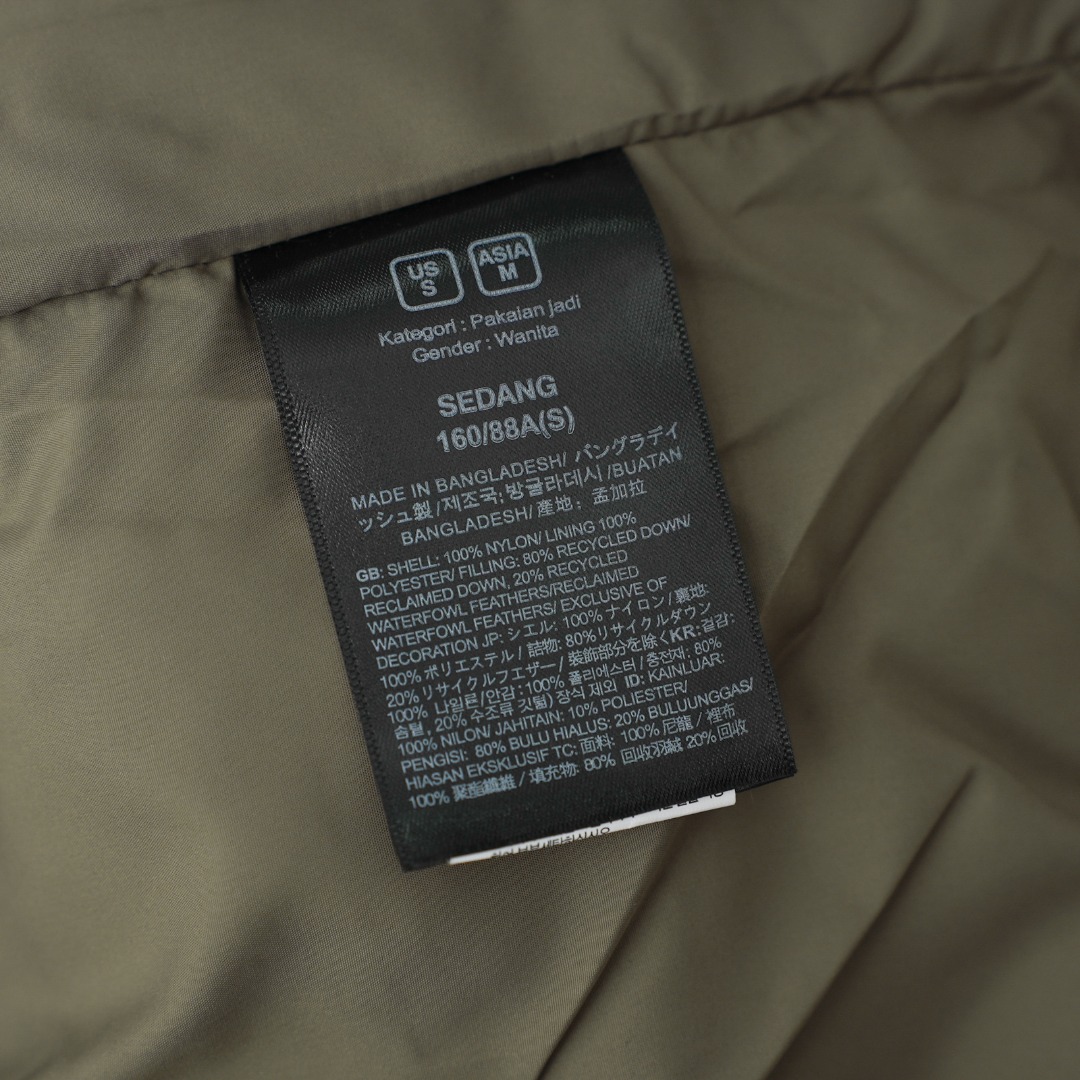 US
S
ASIA
M
Kategori : Pakaian jadi
Gender : Wanita
SEDANG
160/88A(S)
MADE IN BANGLADESH/ バングラデイ
ッシュ製 /제조국: 방글라데시 /BUATAN
BANGLADESH/ 產地：孟加拉
GB: SHELL: 100% NYLON/ LINING 100%
POLYESTER/ FILLING: 80% RECYCLED DOWN/
RECLAIMED DOWN, 20% RECYCLED
WATERFOWL FEATHERS/RECLAIMED
WATERFOWL FEATHERS/ EXCLUSIVE OF
DECORATION JP: シエル: 100% ナイロン / 裏地:
100% ポリエステル / 詰物: 80%リサイクルダウン
20% リサイクルフエザー / 装飾部分を除く KR: 겉감:
100% 나일론/ 안감 : 100% 폴리에스터 / 충전재: 80%
솜털, 20% 수조류 깃털) 장식 제외 ID: KAINLUAR:
100% NILON/ JAHITAIN: 10% POLIESTER/
PENGISI: 80% BULU HIALUS: 20% BULUUNGGAS/
HIASAN EKSKLUSIF TC: 面料: 100% 尼龍 / 裡布
100% 聚脂纖維 / 填充物: 80% 回收羽絨 20% 回收